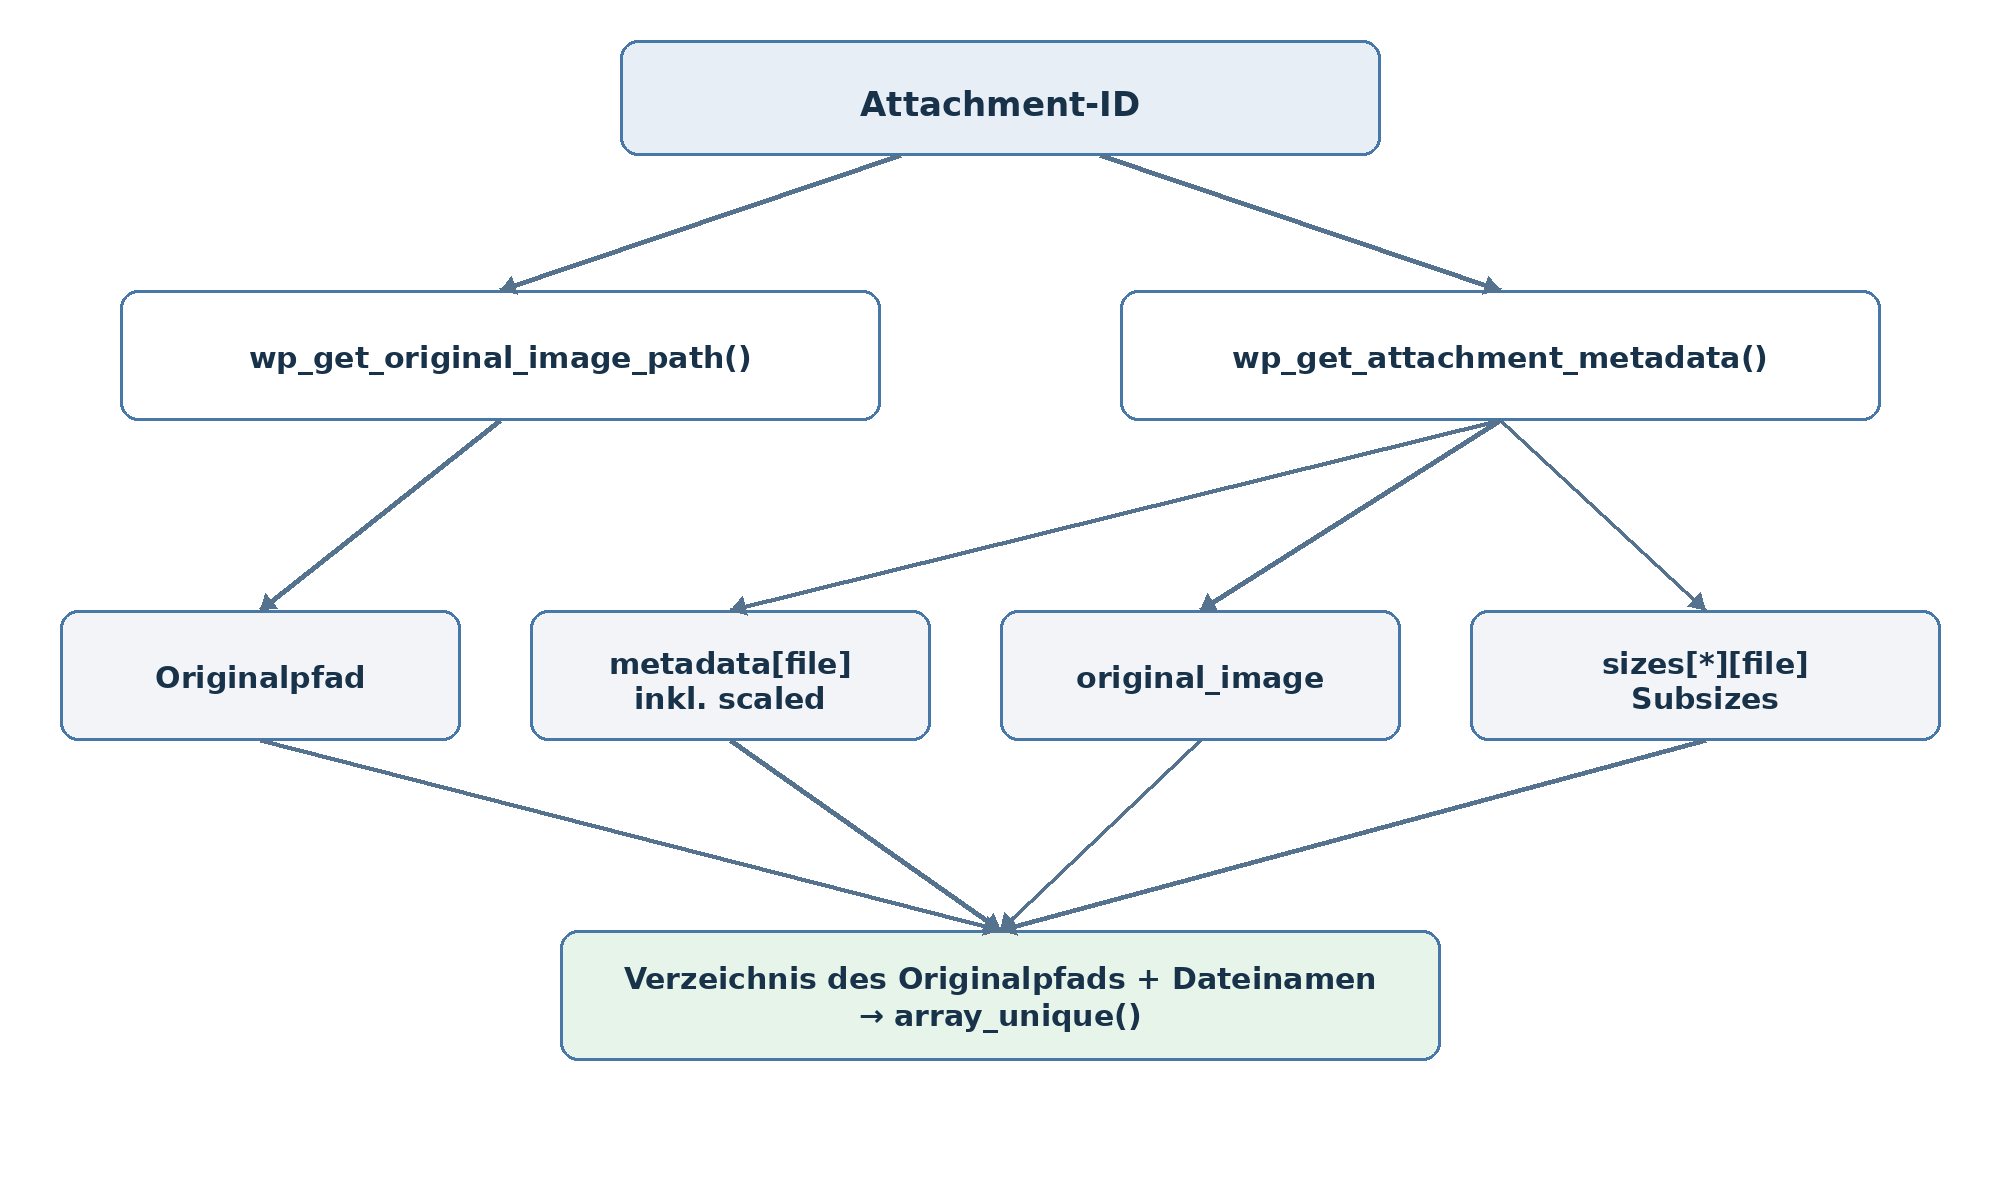 Attachment-ID
wp_get_original_image_path()
wp_get_attachment_metadata()
Originalpfad
metadata[file]
inkl. scaled
original_image
sizes[*][file]
Subsizes
Verzeichnis des Originalpfads + Dateinamen
→ array_unique()